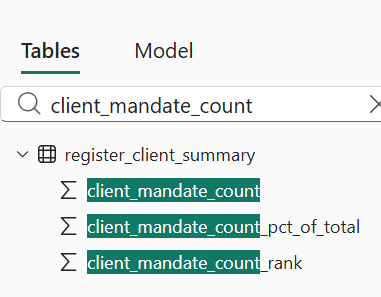 Tables Model
client_mandate_count
register_client_summary
client_mandate_count
client_mandate_count_pct_of_total
client_mandate_count_rank